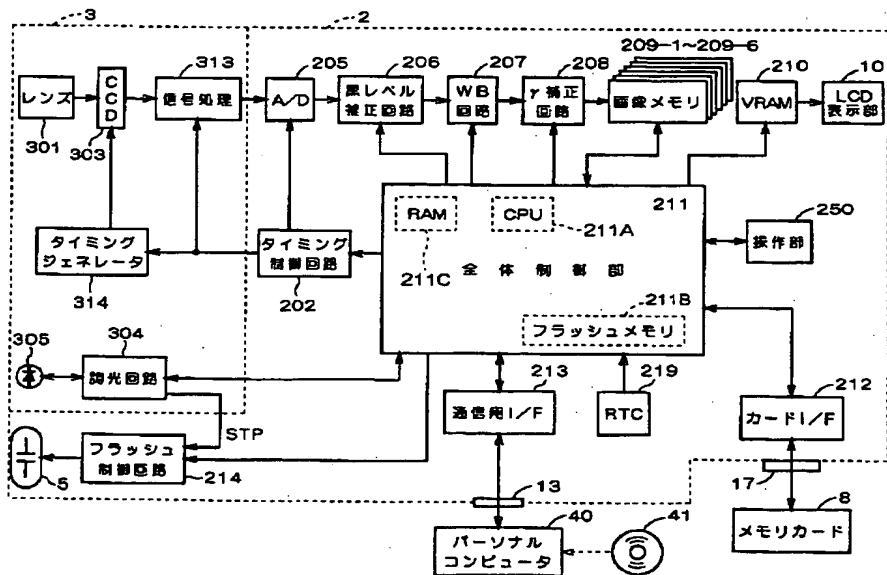 3
2
313
205
206
207
208
209-1~209-6
210
10
レンズ
301
CCD
303
信号処理
A/D
黒レベル
補正回路
WB
回路
γ補正
回路
画像メモリ
VRAM
LCD
表示部
211
RAM
211C
CPU
211A
全体制御部
211B
フラッシュメモリ
250
操作部
タイミング
ジェネレータ
314
タイミング
制御回路
202
305
304
調光回路
STP
5
フラッシュ
制御回路
214
213
通信用I/F
219
RTC
212
カードI/F
13
17
40
パーソナル
コンピュータ
41
8
メモリカード